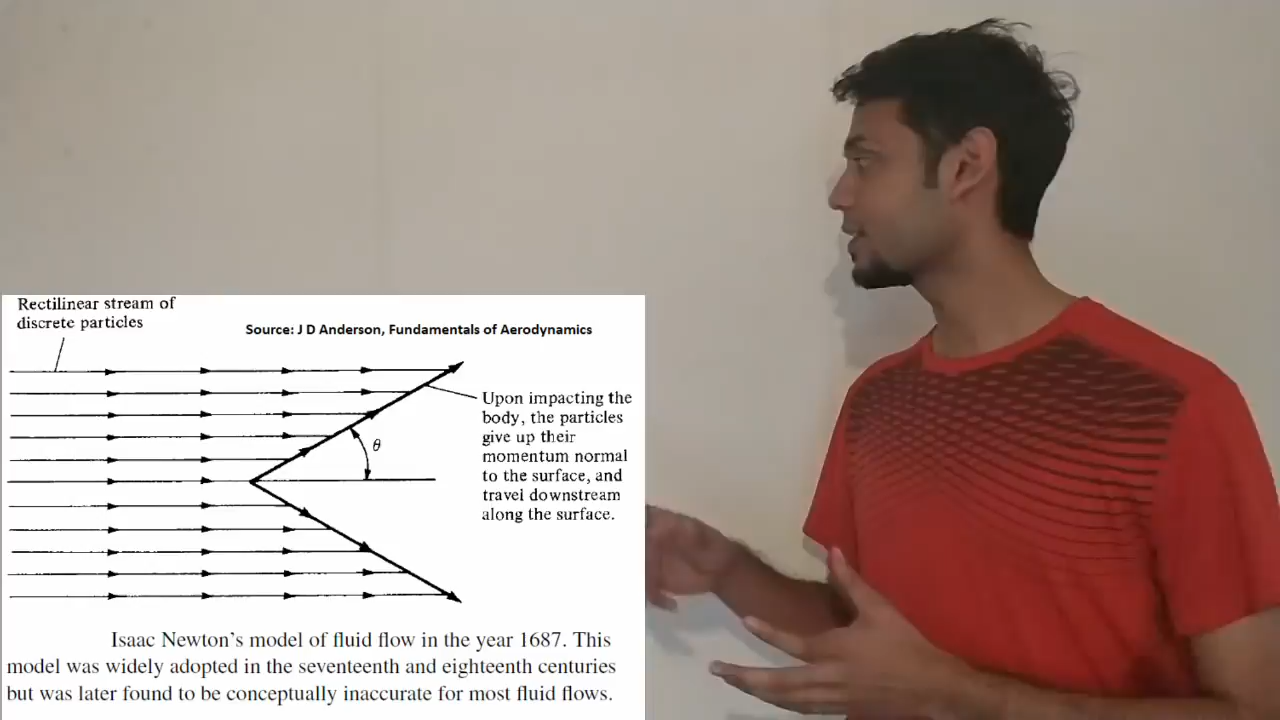 Rectilinear stream of
discrete particles
Source: J D Anderson, Fundamentals of Aerodynamics
Upon impacting the
body, the particles
give up their
momentum normal
to the surface, and
travel downstream
along the surface.
θ
Isaac Newton's model of fluid flow in the year 1687. This
model was widely adopted in the seventeenth and eighteenth centuries
but was later found to be conceptually inaccurate for most fluid flows.